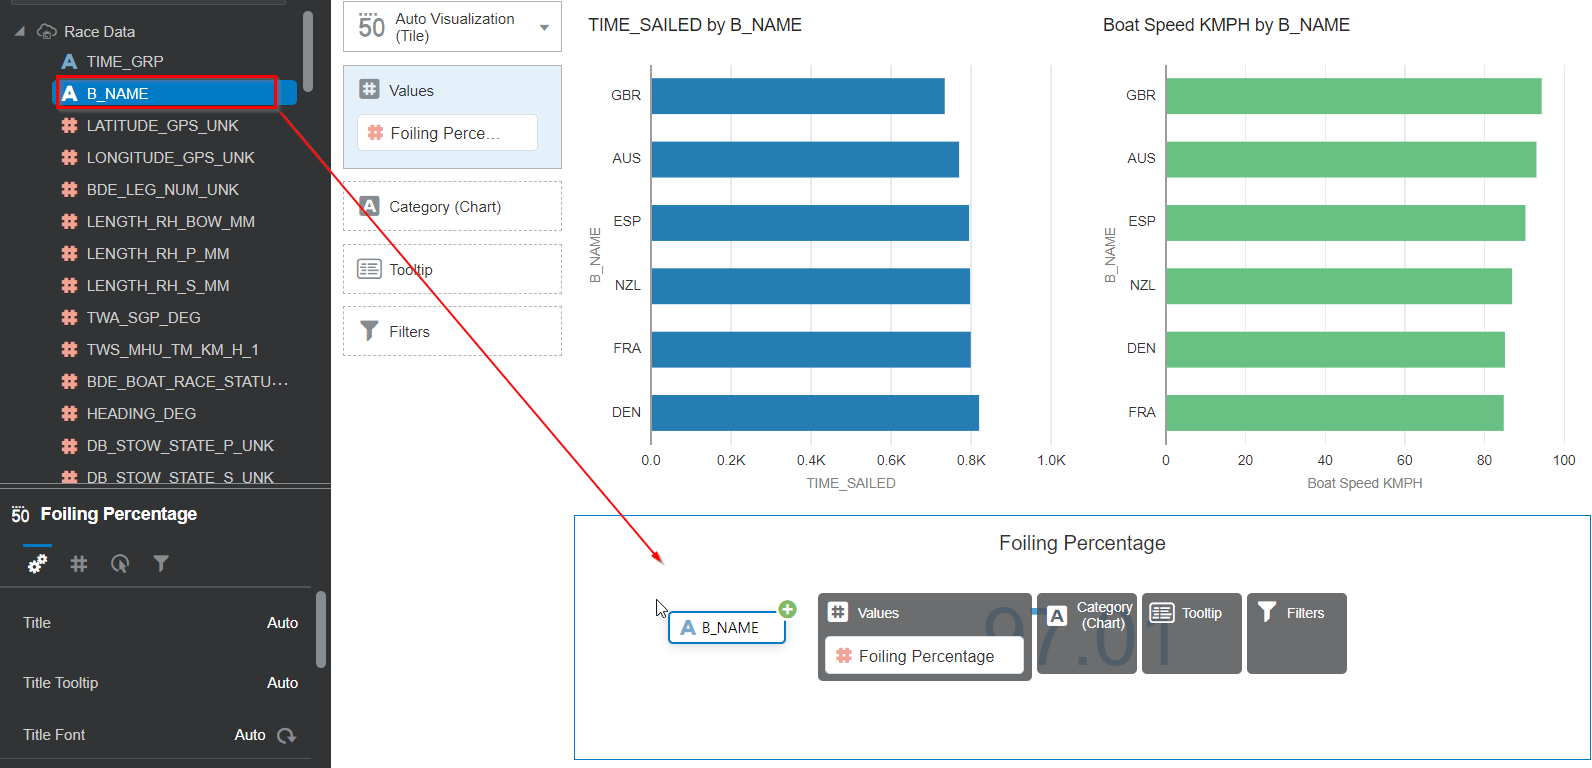 Race Data
TIME_GRP
B_NAME
LATITUDE_GPS_UNK
LONGITUDE_GPS_UNK
BDE_LEG_NUM_UNK
LENGTH_RH_BOW_MM
LENGTH_RH_P_MM
LENGTH_RH_S_MM
TWA_SGP_DEG
TWS_MHU_TM_KM_H_1
BDE_BOAT_RACE_STATU...
HEADING_DEG
DB_STOW_STATE_P_UNK
DB_STOW_STATE_S_UNK
50 Foiling Percentage
Title Auto
Title Tooltip Auto
Title Font Auto
50 Auto Visualization
(Tile)
Values
Foiling Perce...
A Category (Chart)
Tooltip
Filters
TIME_SAILED by B_NAME
B_NAME
GBR
AUS
ESP
NZL
FRA
DEN
0.0 0.2K 0.4K 0.6K 0.8K 1.0K
TIME_SAILED
Boat Speed KMPH by B_NAME
B_NAME
GBR
AUS
ESP
NZL
DEN
FRA
0 20 40 60 80 100
Boat Speed KMPH
Foiling Percentage
A B_NAME
Values
Foiling Percentage
A Category
(Chart)
Tooltip
Filters
97.01